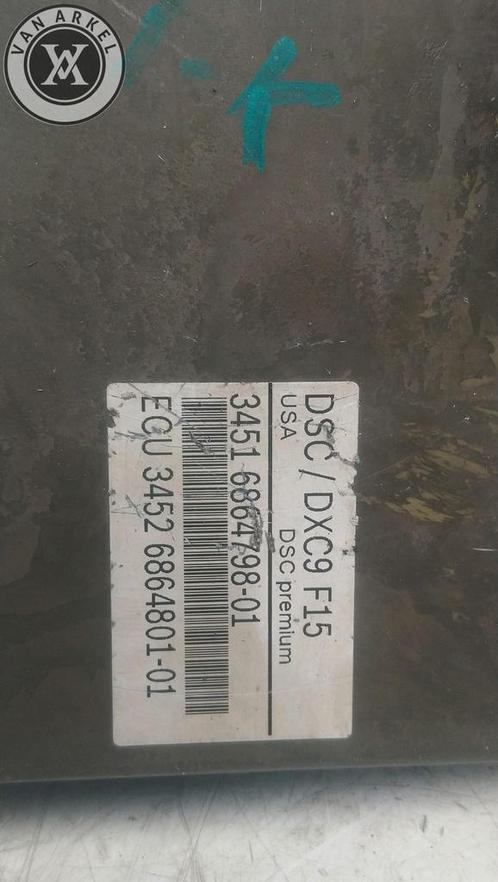 VAN ARKEL
DSC / DXC9 F15
USA DSC premium
3451 6864798-01
ECU 3452 6864801-01